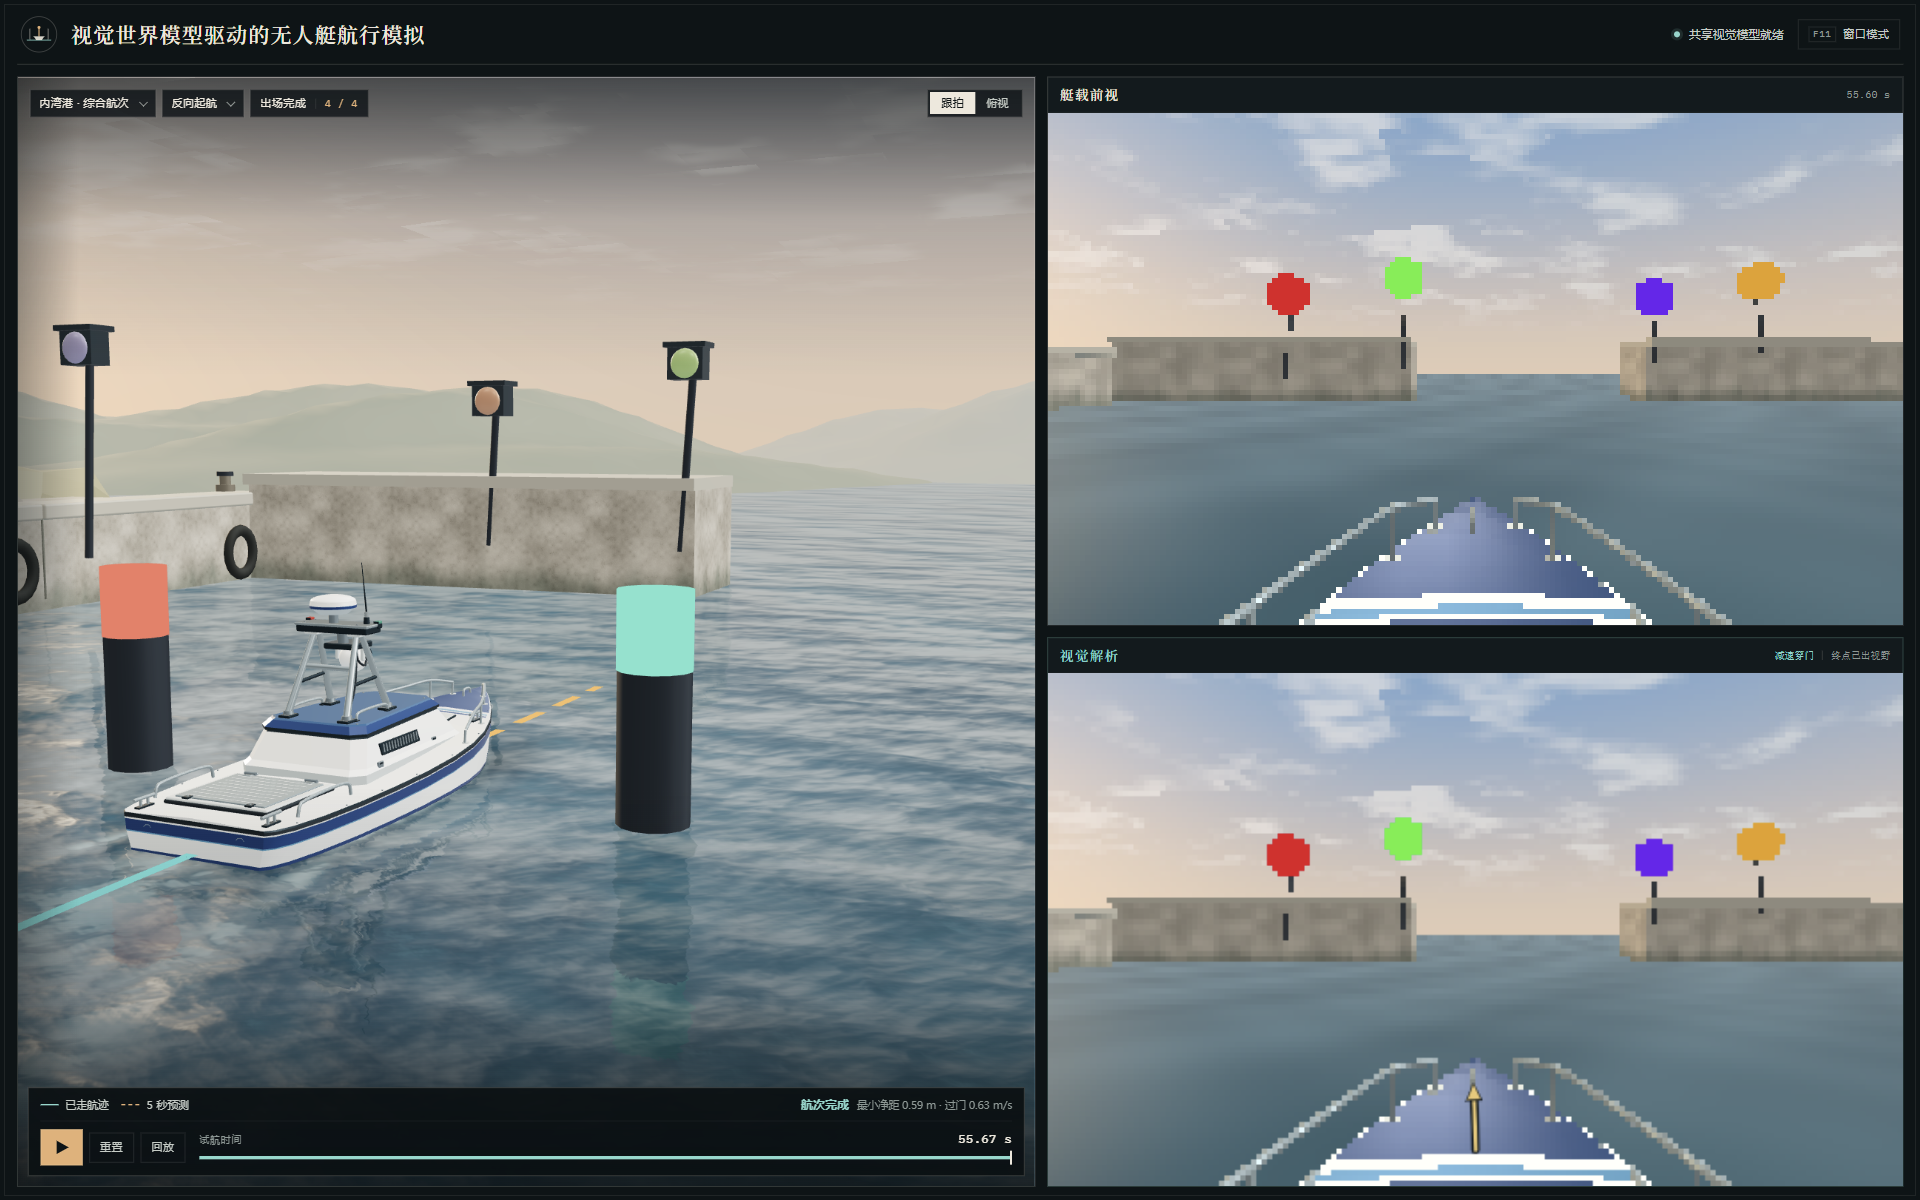 视觉世界模型驱动的无人艇航行模拟
共享视觉模型就绪
F11 窗口模式
内湾港 · 综合航次
反向起航
出场完成 4 / 4
跟拍 俯视
艇载前视 55.60 s
视觉解析 减速穿门 终点已出视野
已走航迹 5 秒预测
航次完成 最小净距 0.59 m · 过门 0.63 m/s
重置 回放
试航时间 55.67 s